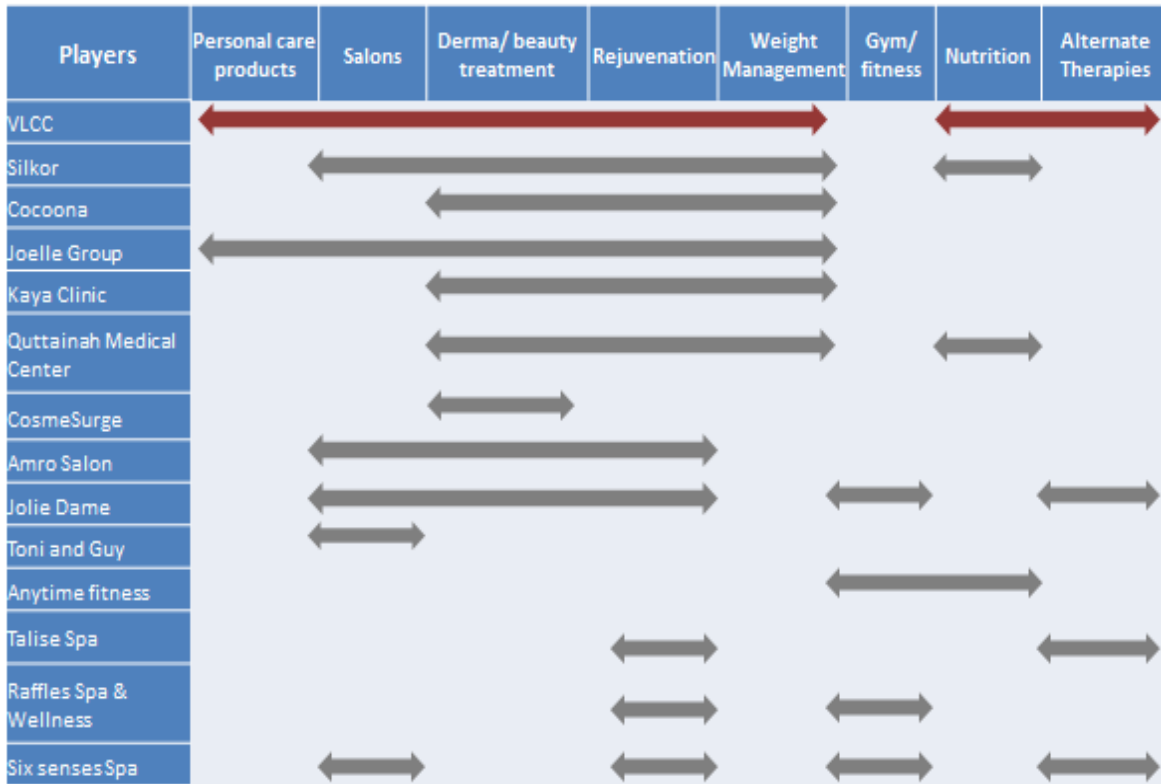 Players
Personal care
products
Salons
Derma/ beauty
treatment
Rejuvenation
Weight
Management
Gym/
fitness
Nutrition
Alternate
Therapies
VLCC
Silkor
Cocoona
Joelle Group
Kaya Clinic
Quttainah Medical
Center
CosmeSurge
Amro Salon
Jolie Dame
Toni and Guy
Anytime fitness
Talise Spa
Raffles Spa &
Wellness
Six senses Spa